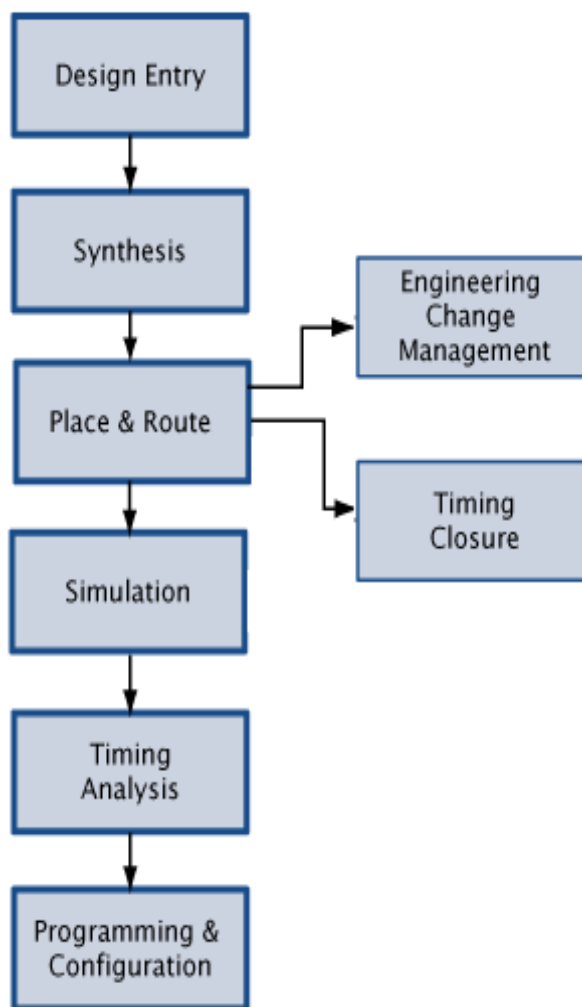 Design Entry
Synthesis
Engineering
Change
Management
Place & Route
Timing
Closure
Simulation
Timing
Analysis
Programming &
Configuration